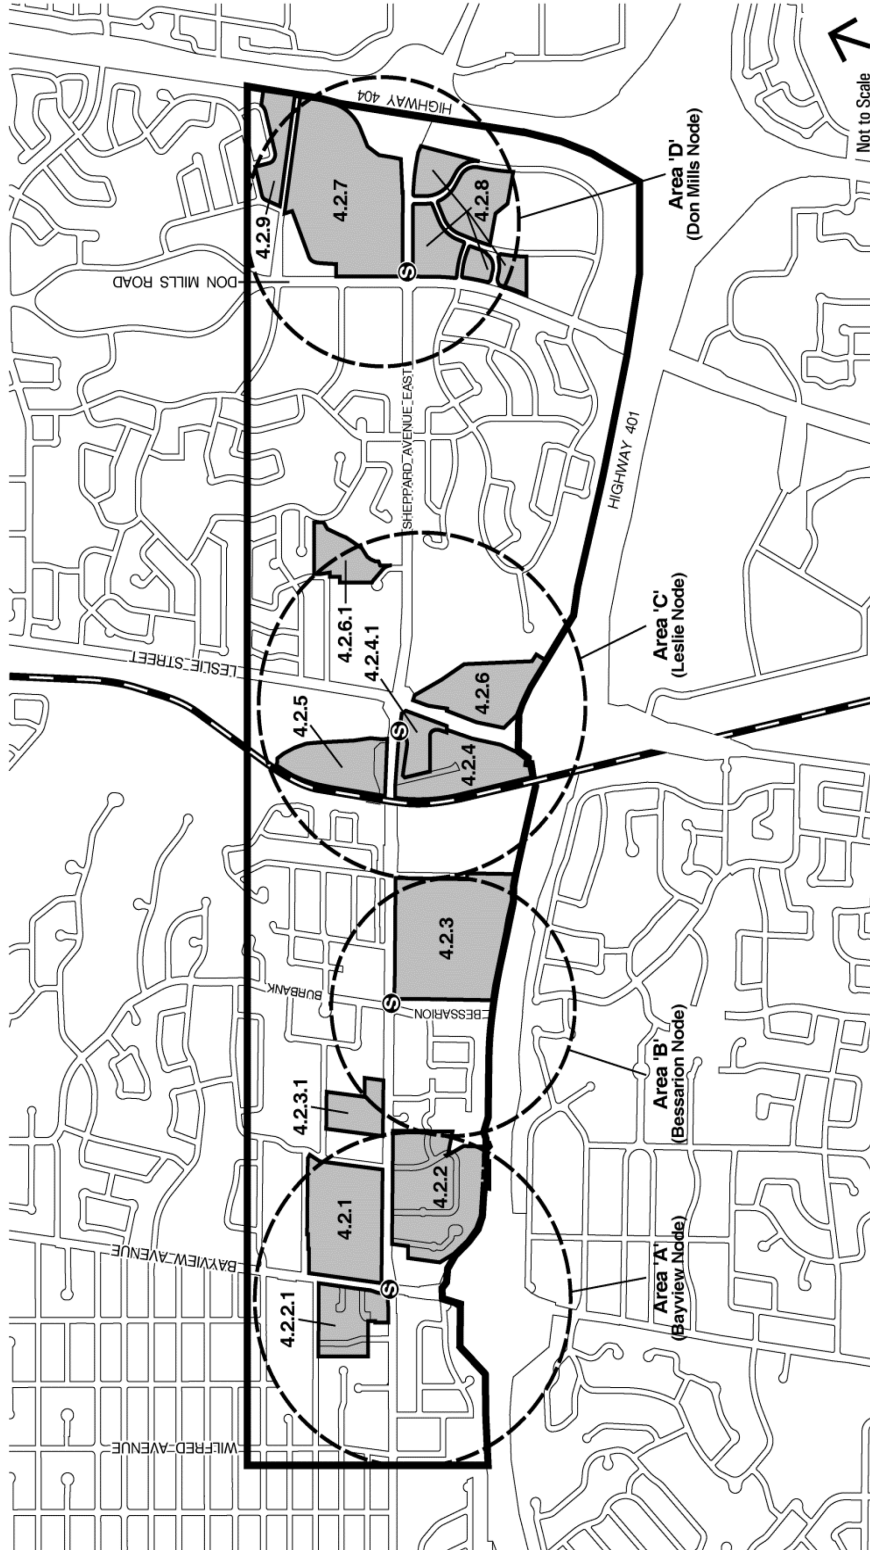 WILFRED AVENUE
BAYVIEW AVENUE
BURBANK
BESSARION
LESLIE STREET
SHEPPARD AVENUE EAST
DON MILLS ROAD
HIGHWAY 404
HIGHWAY 401
4.2.2.1
4.2.1
4.2.2
4.2.3.1
4.2.3
4.2.5
4.2.4
4.2.4.1
4.2.6.1
4.2.6
4.2.9
4.2.7
4.2.8
S
S
S
S
Area 'A'
(Bayview Node)
Area 'B'
(Bessarion Node)
Area 'C'
(Leslie Node)
Area 'D'
(Don Mills Node)
Not to Scale